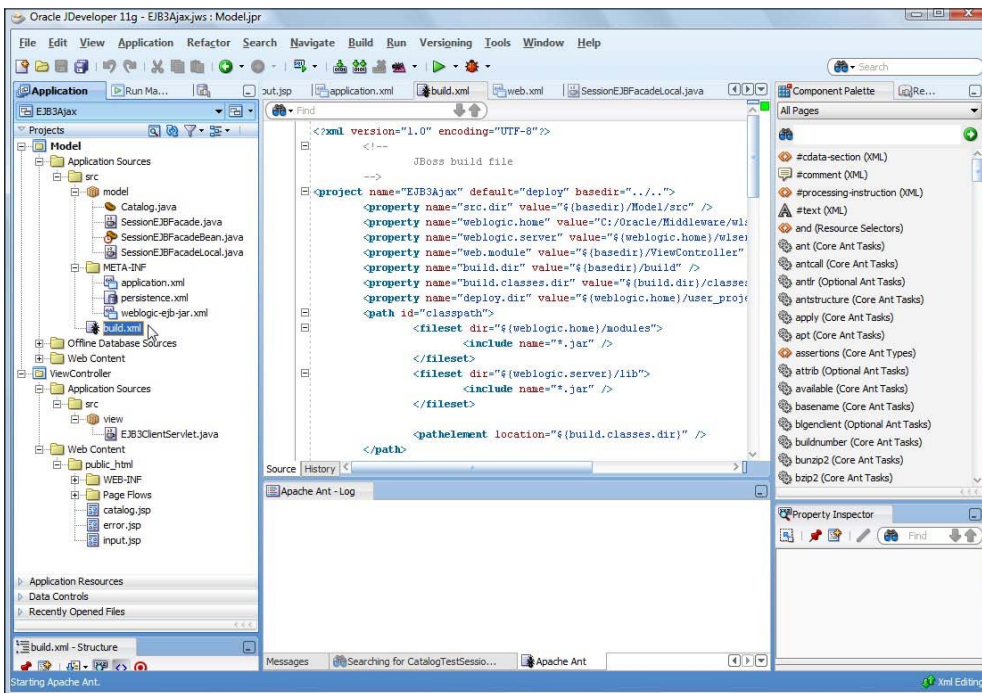 Oracle JDeveloper 11g - EJB3Ajax.jws : Model.jpr
File Edit View Application Refactor Search Navigate Build Run Versioning Tools Window Help
Search
Application
Run Ma...
EJB3Ajax
Projects
Model
Application Sources
src
model
Catalog.java
SessionEJBFacade.java
SessionEJBFacadeBean.java
SessionEJBFacadeLocal.java
META-INF
application.xml
persistence.xml
weblogic-ejb-jar.xml
build.xml
Offline Database Sources
Web Content
ViewController
Application Sources
src
view
EJB3ClientServlet.java
Web Content
public_html
WEB-INF
Page Flows
catalog.jsp
error.jsp
input.jsp
Application Resources
Data Controls
Recently Opened Files
build.xml - Structure
Starting Apache Ant.
out.jsp application.xml build.xml web.xml SessionEJBFacadeLocal.java
Find
<?xml version="1.0" encoding="UTF-8"?>
<!--
JBoss build file
-->
<project name="EJB3Ajax" default="deploy" basedir="../..">
<property name="src.dir" value="${basedir}/Model/src" />
<property name="weblogic.home" value="C:/Oracle/Middleware/wls
<property name="weblogic.server" value="${weblogic.home}/wlser
<property name="web.module" value="${basedir}/ViewController"
<property name="build.dir" value="${basedir}/build" />
<property name="build.classes.dir" value="${build.dir}/classes
<property name="deploy.dir" value="${weblogic.home}/user_proje
<path id="classpath">
<fileset dir="${weblogic.home}/modules">
<include name="*.jar" />
</fileset>
<fileset dir="${weblogic.server}/lib">
<include name="*.jar" />
</fileset>
<pathelement location="${build.classes.dir}" />
</path>
Source History
Apache Ant - Log
Messages Searching for CatalogTestSessio... Apache Ant
Component Palette
Re...
All Pages
#cdata-section (XML)
#comment (XML)
#processing-instruction (XML)
#text (XML)
and (Resource Selectors)
ant (Core Ant Tasks)
antcall (Core Ant Tasks)
antlr (Optional Ant Tasks)
antstructure (Core Ant Tasks)
apply (Core Ant Tasks)
apt (Core Ant Tasks)
assertions (Core Ant Types)
attrib (Optional Ant Tasks)
available (Core Ant Tasks)
basename (Core Ant Tasks)
blgenclient (Optional Ant Tasks)
buildnumber (Core Ant Tasks)
bunzip2 (Core Ant Tasks)
bzip2 (Core Ant Tasks)
Property Inspector
Find
Xml Editing